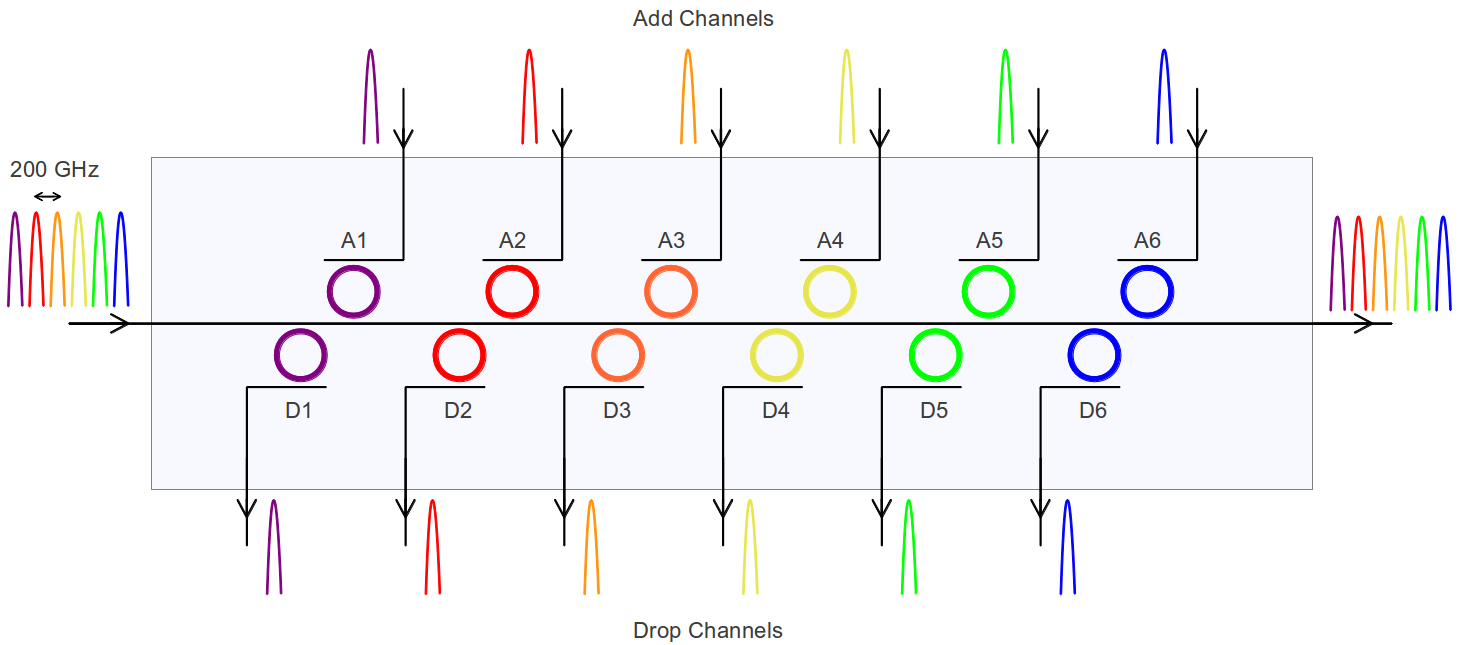 Add Channels
200 GHz
A1 A2 A3 A4 A5 A6
D1 D2 D3 D4 D5 D6
Drop Channels